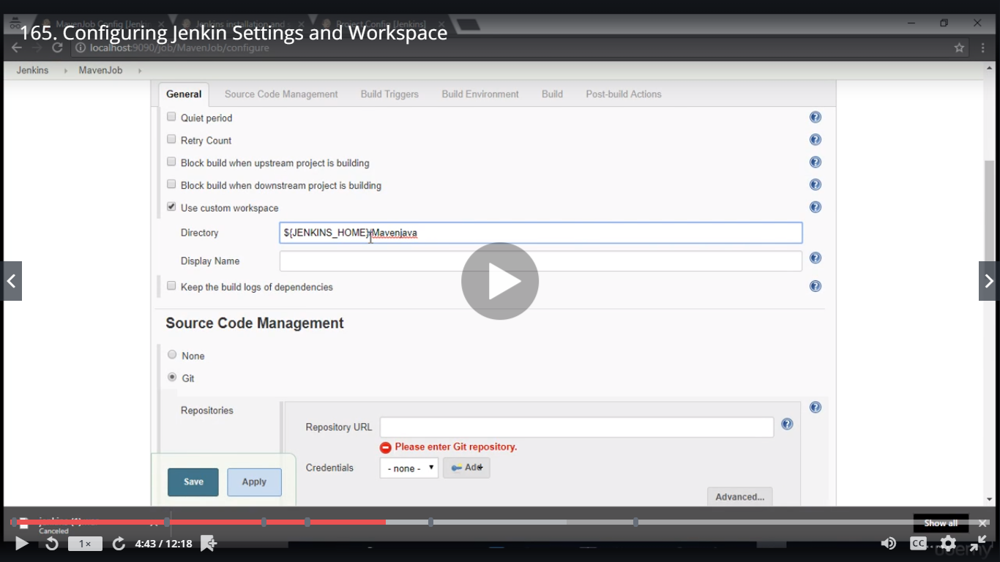 MavenJob Config [Jenk
Jenkins installation and
Project Config [Jenkins]
165. Configuring Jenkin Settings and Workspace
localhost:9090/job/MavenJob/configure
Jenkins MavenJob
General Source Code Management Build Triggers Build Environment Build Post-build Actions
Quiet period
Retry Count
Block build when upstream project is building
Block build when downstream project is building
Use custom workspace
Directory ${JENKINS_HOME}/Mavenjava
Display Name
Keep the build logs of dependencies
Source Code Management
None
Git
Repositories
Repository URL
Please enter Git repository.
Credentials - none - Add
Save Apply
Advanced...
Canceled
Show all
1× 4:43 / 12:18
CC
udemy